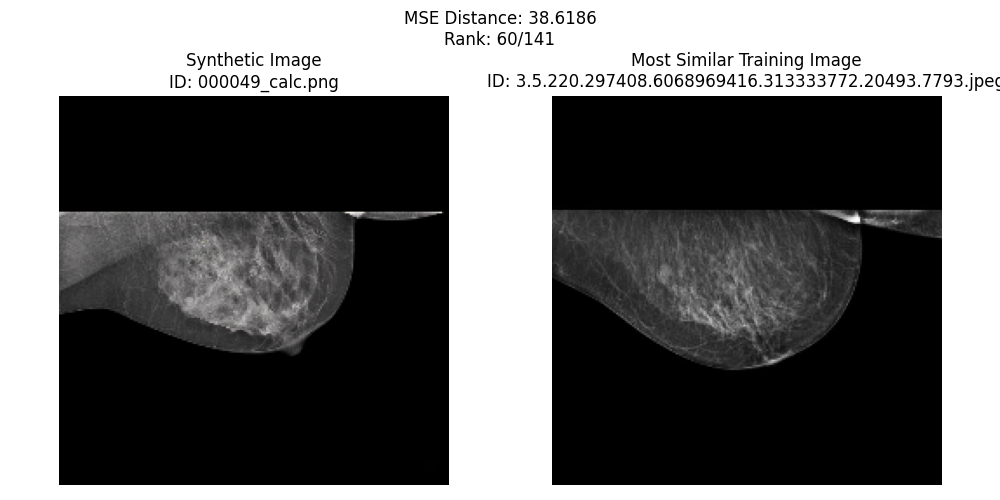 MSE Distance: 38.6186
Rank: 60/141
Synthetic Image
ID: 000049_calc.png
Most Similar Training Image
ID: 3.5.220.297408.6068969416.313333772.20493.7793.jpeg